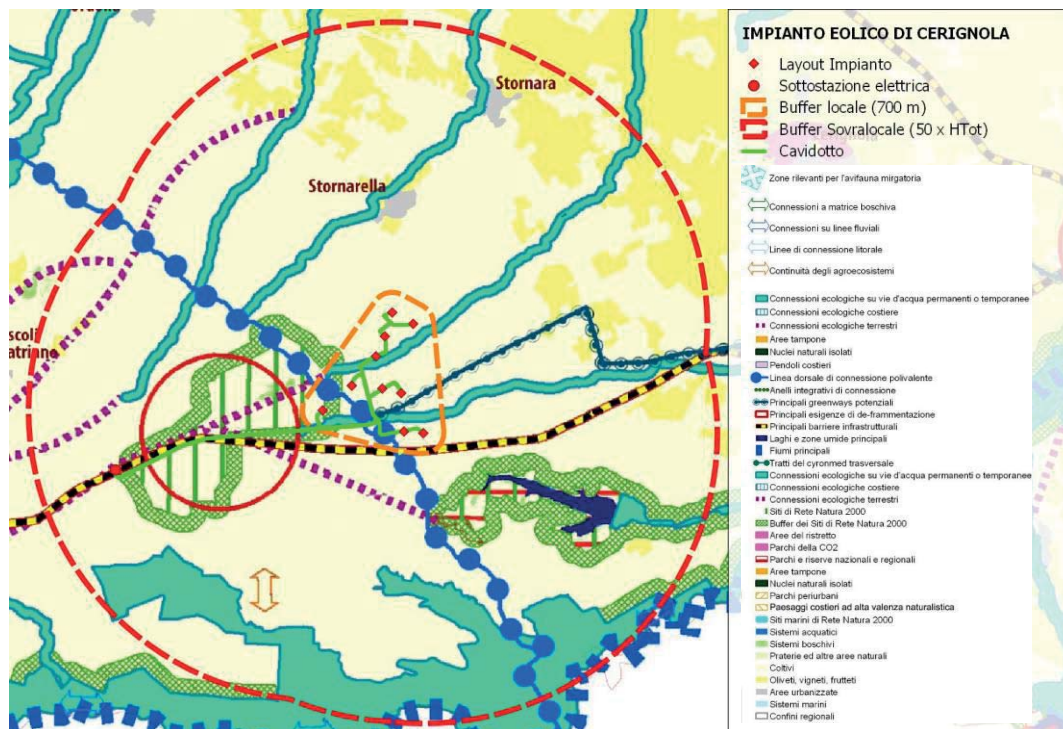 Stornara
Stornarella
scoli
atriano
IMPIANTO EOLICO DI CERIGNOLA
Layout Impianto
Sottostazione elettrica
Buffer locale (700 m)
Buffer Sovralocale (50 x HTot)
Cavidotto
Zone rilevanti per l'avifauna mirgatoria
Connessioni a matrice boschiva
Connessioni su linee fluviali
Linee di connessione litorale
Continuità degli agroecosistemi
Connessioni ecologiche su vie d'acqua permanenti o temporanee
Connessioni ecologiche costiere
Connessioni ecologiche terrestri
Aree tampone
Nuclei naturali isolati
Pendoli costieri
Linea dorsale di connessione polivalente
Anelli integrativi di connessione
Principali greenways potenziali
Principali esigenze di de-frammentazione
Principali barriere infrastrutturali
Laghi e zone umide principali
Fiumi principali
Tratti del cyronmed trasversale
Connessioni ecologiche su vie d'acqua permanenti o temporanee
Connessioni ecologiche costiere
Connessioni ecologiche terrestri
Siti di Rete Natura 2000
Buffer dei Siti di Rete Natura 2000
Aree del ristretto
Parchi della CO2
Parchi e riserve nazionali e regionali
Aree tampone
Nuclei naturali isolati
Parchi periurbani
Paesaggi costieri ad alta valenza naturalistica
Siti marini di Rete Natura 2000
Sistemi acquatici
Sistemi boschivi
Praterie ed altre aree naturali
Coltivi
Oliveti, vigneti, frutteti
Aree urbanizzate
Sistemi marini
Confini regionali